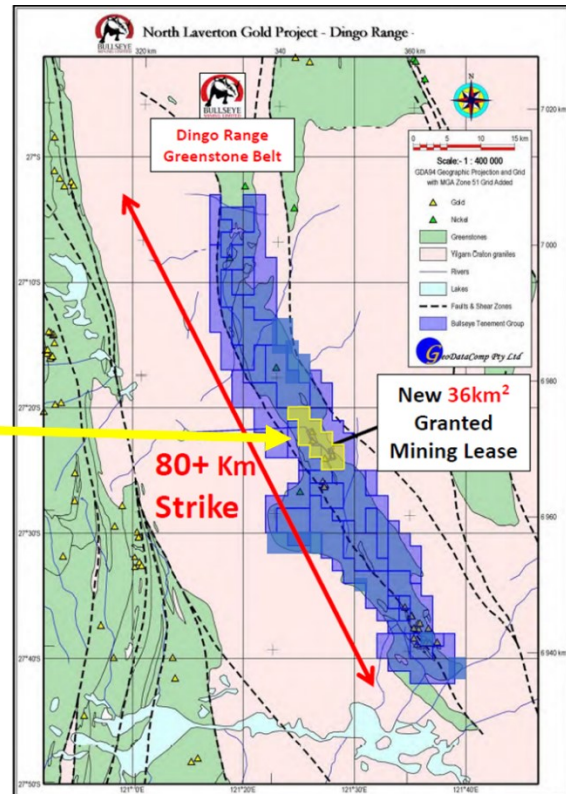 BULLSEYE
MINING LIMITED
North Laverton Gold Project - Dingo Range
320 km
340
360 km
Dingo Range
Greenstone Belt
N
7 020 km
27°S
0
5
10
15 km
Scale:- 1 : 400 000
GDA94 Geographic Projection and Grid
with MGA Zone 51 Grid Added
Gold
Nickel
Greenstones
Yilgarn Craton granites
Rivers
Lakes
Faults & Shear Zones
Bullseye Tenement Group
GeoDataComp Pty Ltd
7 000
27°10'S
6 980
27°20'S
New 36km²
Granted
Mining Lease
80+ Km
Strike
27°30'S
6 960
27°40'S
6 940 km
27°50'S
121°0'E
121°20'E
121°30'E
121°40'E